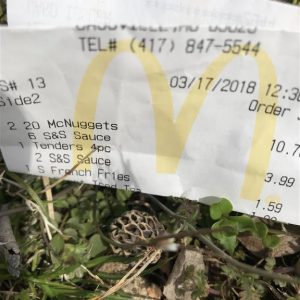 TEL# (417) 847-5544
S# 13 03/17/2018 12:3
Side2 Order
2 20 McNuggets 10.7
6 S&S Sauce
1 Tenders 4pc 3.99
2 S&S Sauce
1 S French Fries 1.59